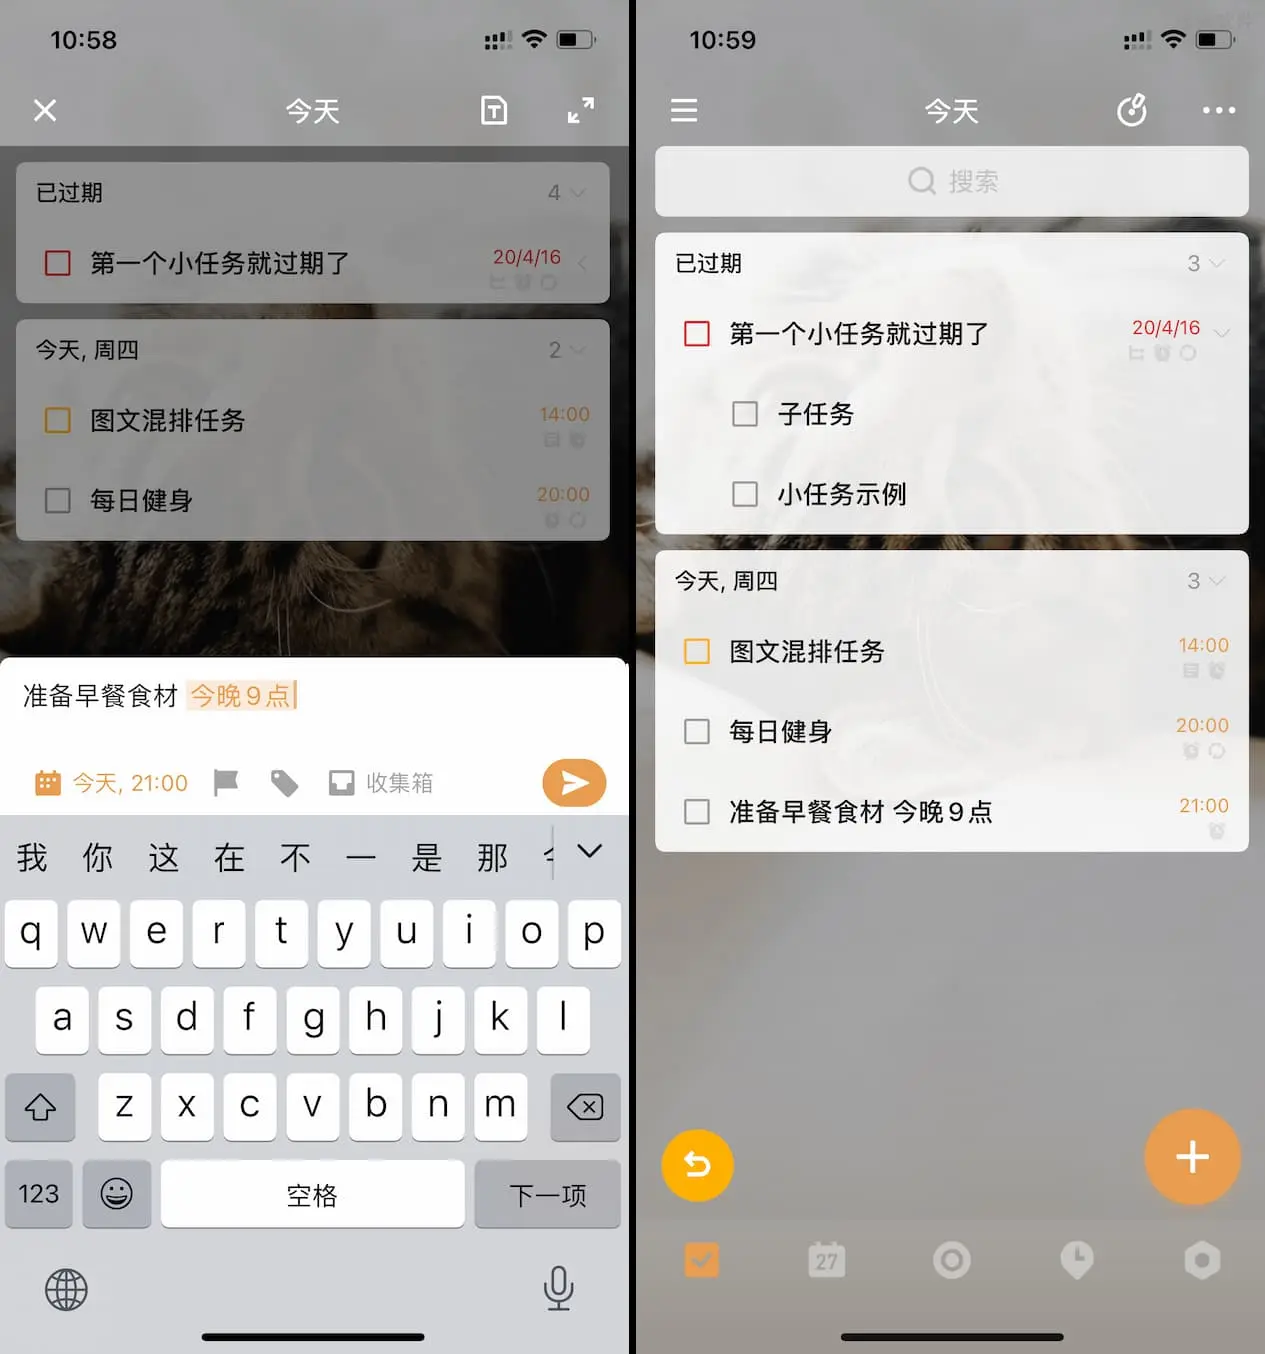 10:58
今天
已过期
4
第一个小任务就过期了
20/4/16
今天, 周四
2
图文混排任务
14:00
每日健身
20:00
准备早餐食材 今晚9点
今天, 21:00
收集箱
我 你 这 在 不 一 是 那
q w e r t y u i o p
a s d f g h j k l
z x c v b n m
123
空格
下一项
10:59
今天
搜索
已过期
3
第一个小任务就过期了
20/4/16
子任务
小任务示例
今天, 周四
3
图文混排任务
14:00
每日健身
20:00
准备早餐食材 今晚9点
21:00
27